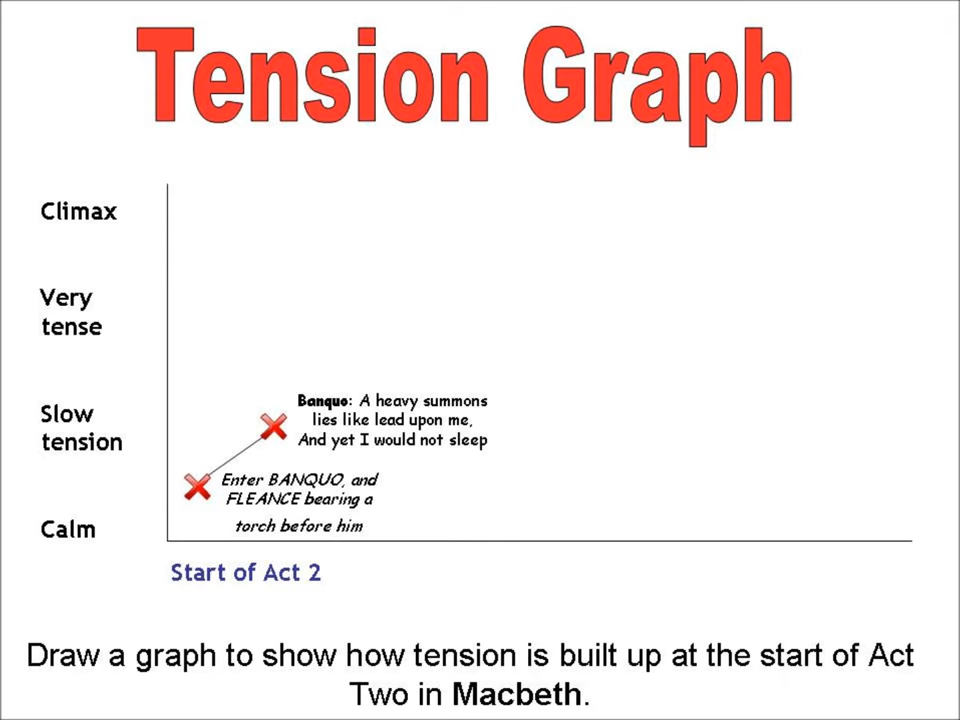 Tension Graph
Climax
Very
tense
Slow
tension
Calm
Banquo: A heavy summons
lies like lead upon me,
And yet I would not sleep
Enter BANQUO, and
FLEANCE bearing a
torch before him
Start of Act 2
Draw a graph to show how tension is built up at the start of Act
Two in Macbeth.